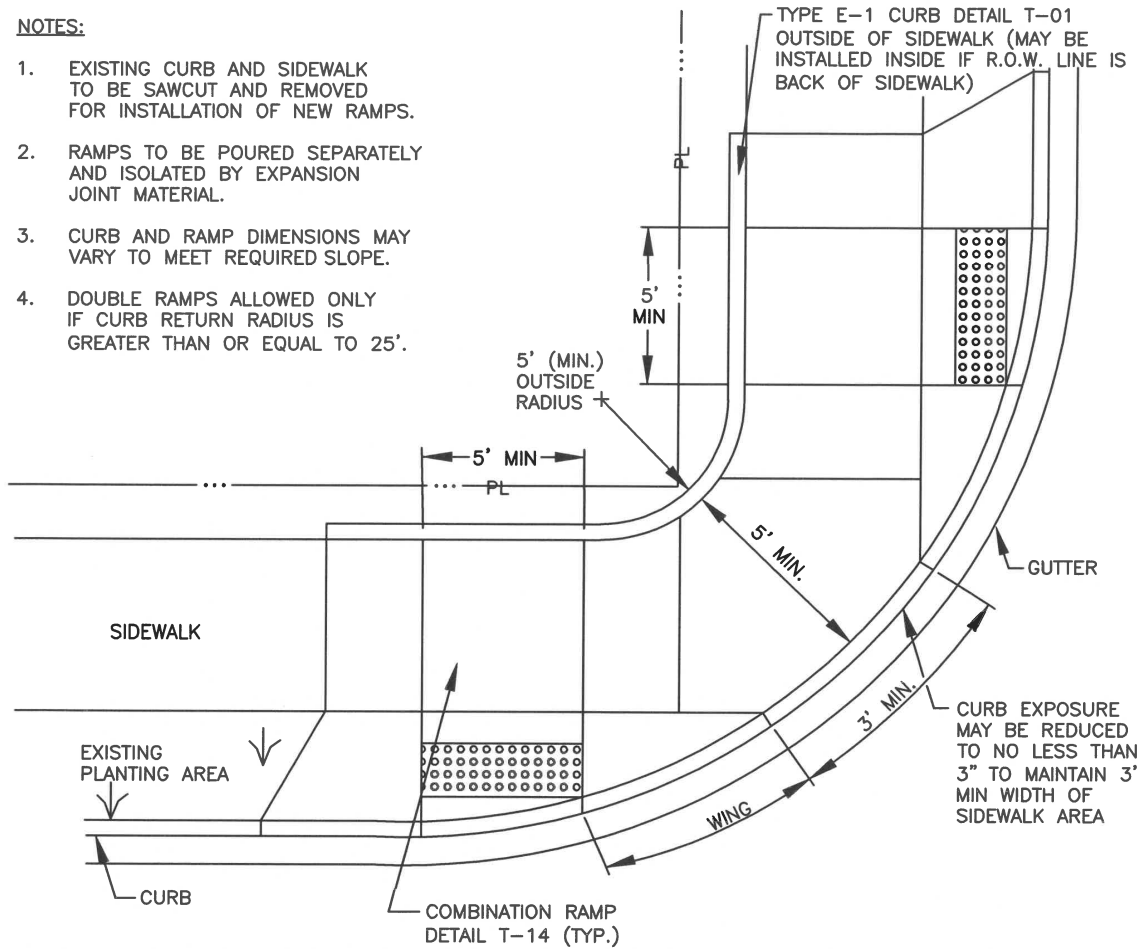 NOTES:
1. EXISTING CURB AND SIDEWALK
TO BE SAWCUT AND REMOVED
FOR INSTALLATION OF NEW RAMPS.
2. RAMPS TO BE POURED SEPARATELY
AND ISOLATED BY EXPANSION
JOINT MATERIAL.
3. CURB AND RAMP DIMENSIONS MAY
VARY TO MEET REQUIRED SLOPE.
4. DOUBLE RAMPS ALLOWED ONLY
IF CURB RETURN RADIUS IS
GREATER THAN OR EQUAL TO 25'.
TYPE E-1 CURB DETAIL T-01
OUTSIDE OF SIDEWALK (MAY BE
INSTALLED INSIDE IF R.O.W. LINE IS
BACK OF SIDEWALK)
PL
5'
MIN
5' (MIN.)
OUTSIDE
RADIUS
5' MIN
PL
5' MIN.
GUTTER
SIDEWALK
3' MIN.
CURB EXPOSURE
MAY BE REDUCED
TO NO LESS THAN
3" TO MAINTAIN 3'
MIN WIDTH OF
SIDEWALK AREA
EXISTING
PLANTING AREA
WING
CURB
COMBINATION RAMP
DETAIL T-14 (TYP.)